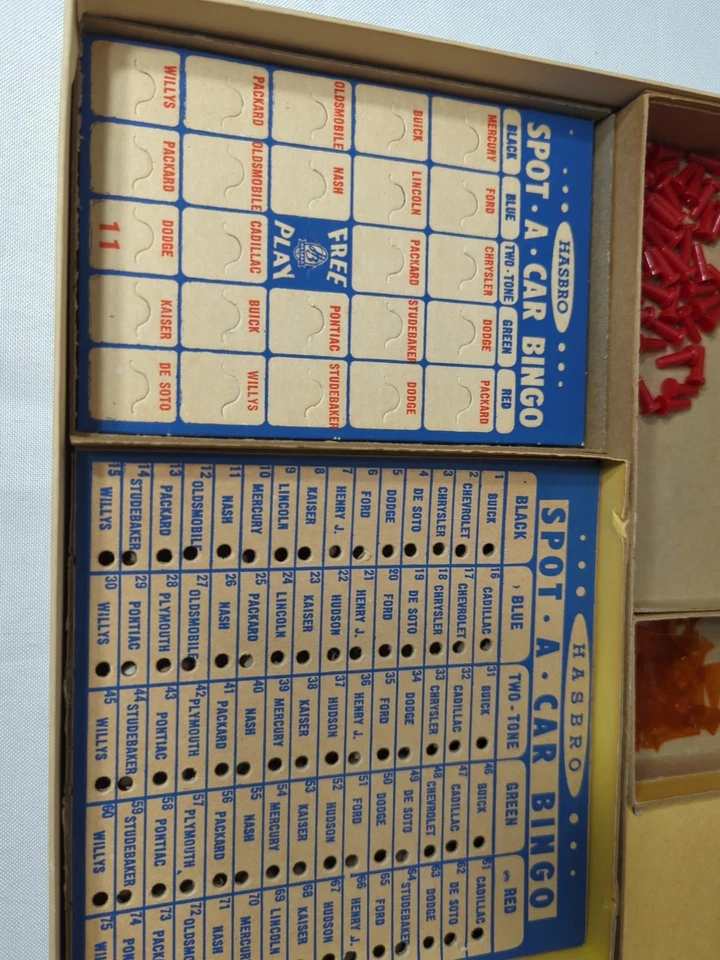 HASBRO
SPOT·A·CAR BINGO
BLACK BLUE TWO-TONE GREEN RED
MERCURY FORD CHRYSLER DODGE PACKARD
BUICK LINCOLN PACKARD STUDEBAKER DODGE
OLDSMOBILE NASH FREE PLAY PONTIAC STUDEBAKER
PACKARD OLDSMOBILE CADILLAC BUICK WILLYS
WILLYS PACKARD DODGE KAISER DE SOTO
11
HASBRO
SPOT·A·CAR BINGO
BLACK BLUE TWO-TONE GREEN RED
1 BUICK 16 CADILLAC 31 BUICK 46 BUICK 61 CADILLAC
2 CHEVROLET 17 CHEVROLET 32 CADILLAC 47 CADILLAC 62 DE SOTO
3 CHRYSLER 18 CHRYSLER 33 CHRYSLER 48 CHEVROLET 63 DODGE
4 DE SOTO 19 DE SOTO 34 DODGE 49 DE SOTO 64 STUDEBAKER
5 DODGE 20 FORD 35 FORD 50 DODGE 65 FORD
6 FORD 21 HENRY J. 36 HENRY J. 51 FORD 66 HENRY J.
7 HENRY J. 22 HUDSON 37 HUDSON 52 HUDSON 67 HUDSON
8 KAISER 23 KAISER 38 KAISER 53 KAISER 68 KAISER
9 LINCOLN 24 LINCOLN 39 MERCURY 54 MERCURY 69 LINCOLN
10 MERCURY 25 PACKARD 40 NASH 55 NASH 70 MERCUR
11 NASH 26 NASH 41 PACKARD 56 PACKARD 71 NASH
12 OLDSMOBILE 27 OLDSMOBILE 42 PLYMOUTH 57 PLYMOUTH 72 OLDSM
13 PACKARD 28 PLYMOUTH 43 PONTIAC 58 PONTIAC 73 PACK
14 STUDEBAKER 29 PONTIAC 44 STUDEBAKER 59 STUDEBAKER 74 PON
15 WILLYS 30 WILLYS 45 WILLYS 60 WILLYS 75 WIL